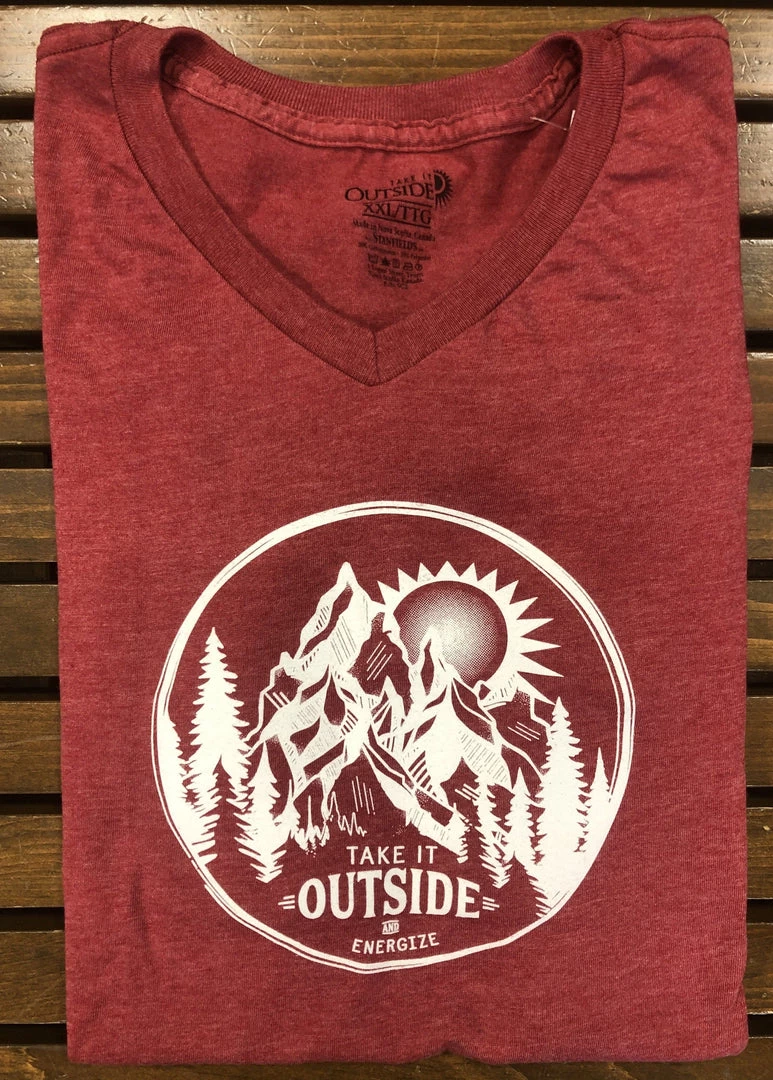 TAKE IT
OUTSIDE
XXL/TTG
Made in Nova Scotia Canada
STANFIELDS
TAKE IT
OUTSIDE
AND
ENERGIZE